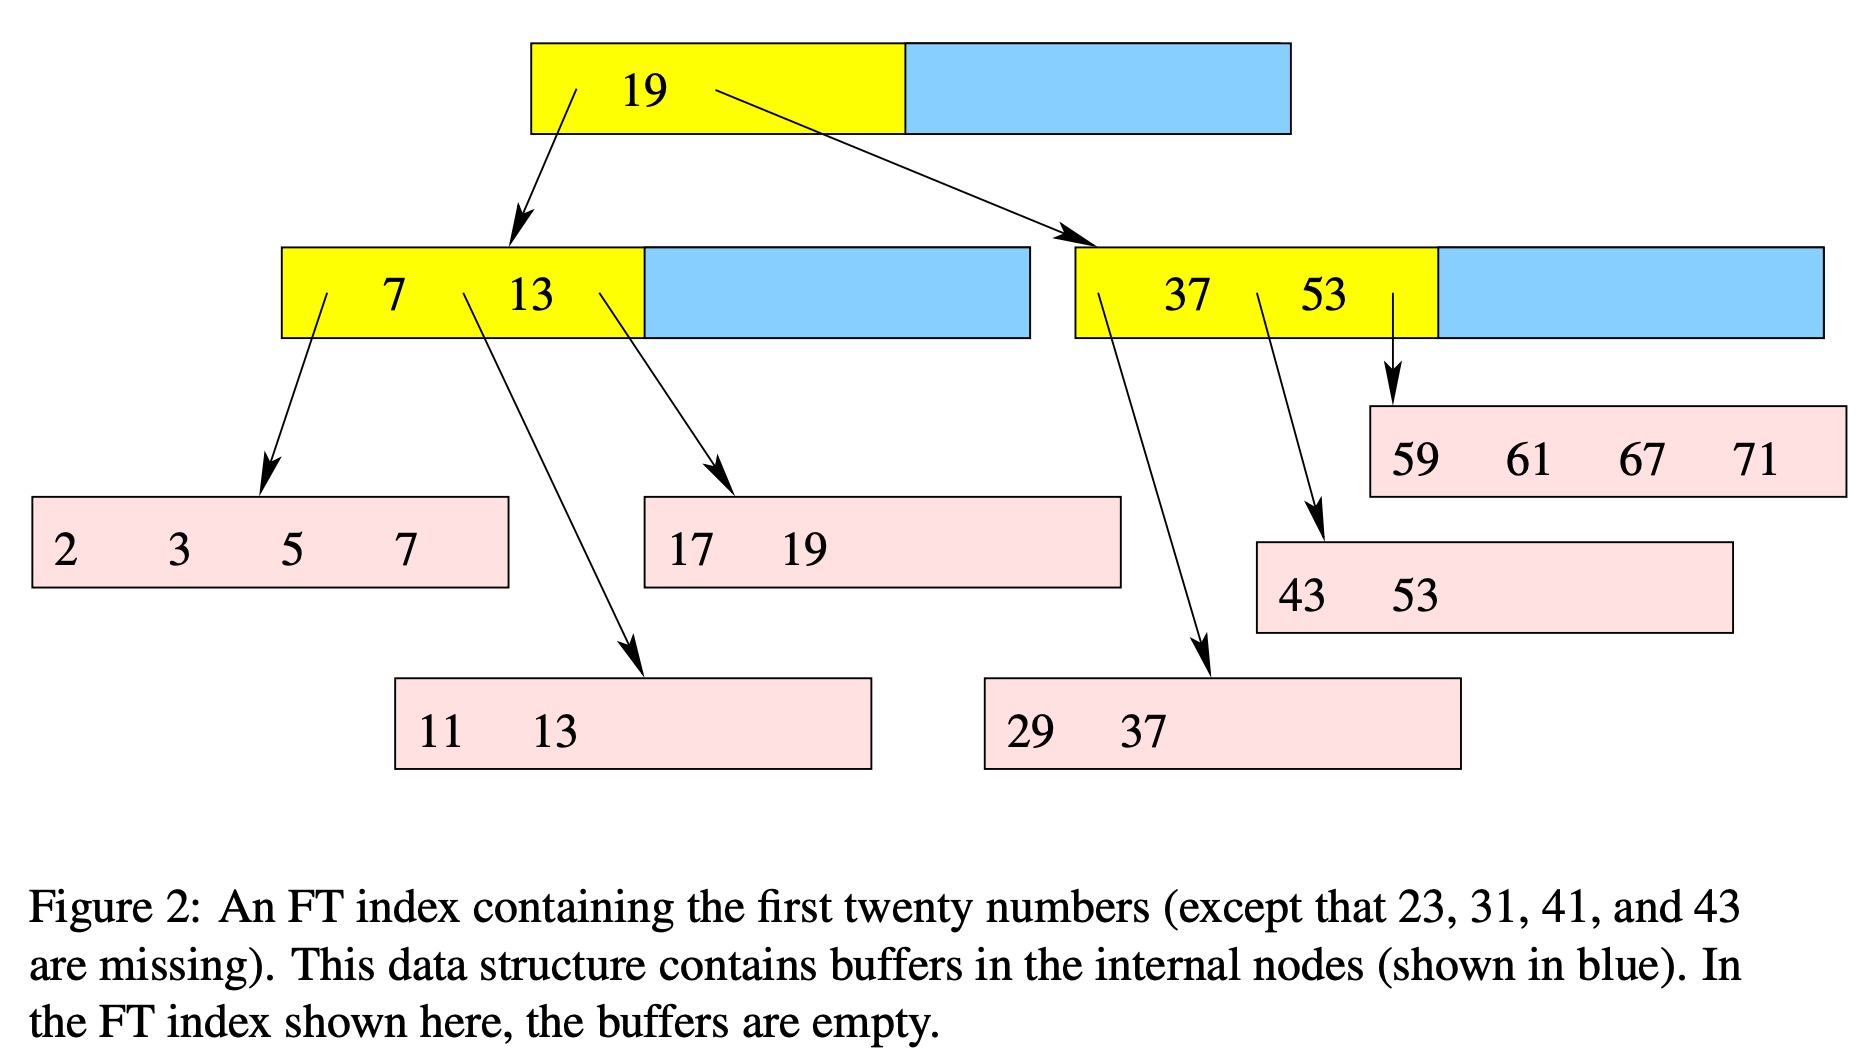 19
7 13
37 53
59 61 67 71
2 3 5 7
17 19
43 53
11 13
29 37
Figure 2: An FT index containing the first twenty numbers (except that 23, 31, 41, and 43
are missing). This data structure contains buffers in the internal nodes (shown in blue). In
the FT index shown here, the buffers are empty.